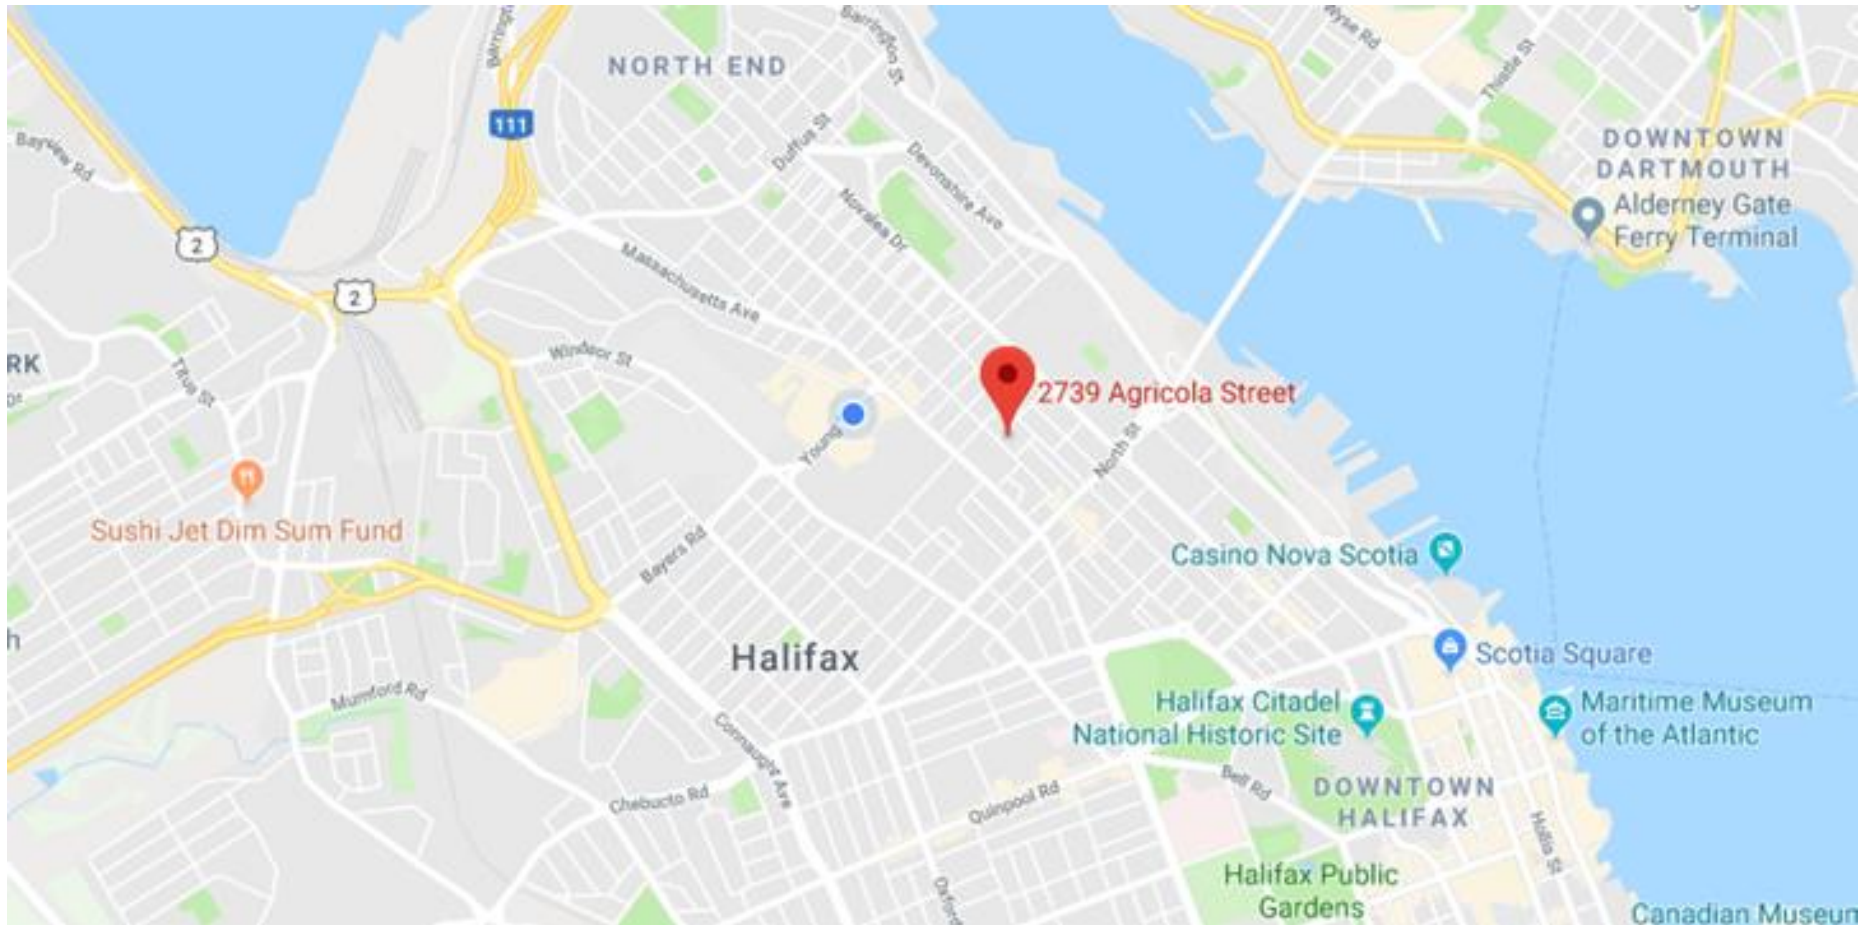 Barrington St
NORTH END
Wyse Rd
Thistle St
111
Bayview Rd
Duffus St
Devonshire Ave
DOWNTOWN
DARTMOUTH
Alderney Gate
Ferry Terminal
2
Novalea Dr
Massachusetts Ave
2
Windsor St
RK
Titus St
2739 Agricola Street
Young
North St
Sushi Jet Dim Sum Fund
Bayers Rd
Casino Nova Scotia
h
Halifax
Scotia Square
Mumford Rd
Halifax Citadel
National Historic Site
Maritime Museum
of the Atlantic
Connaught Ave
Chebucto Rd
Quinpool Rd
Bell Rd
DOWNTOWN
HALIFAX
Hollis St
Halifax Public
Gardens
Oxford
Canadian Museum